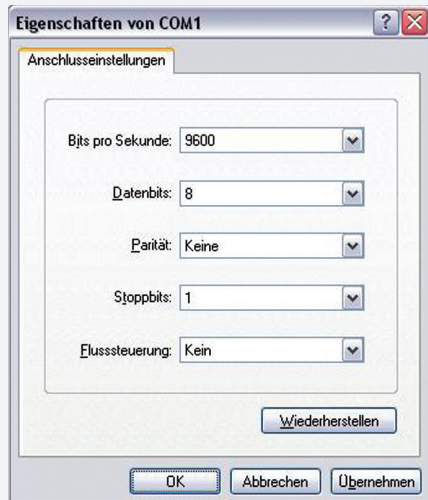 Eigenschaften von COM1
Anschlusseinstellungen
Bits pro Sekunde: 9600
Datenbits: 8
Parität: Keine
Stoppbits: 1
Flusssteuerung: Kein
Wiederherstellen
OK Abbrechen Übernehmen